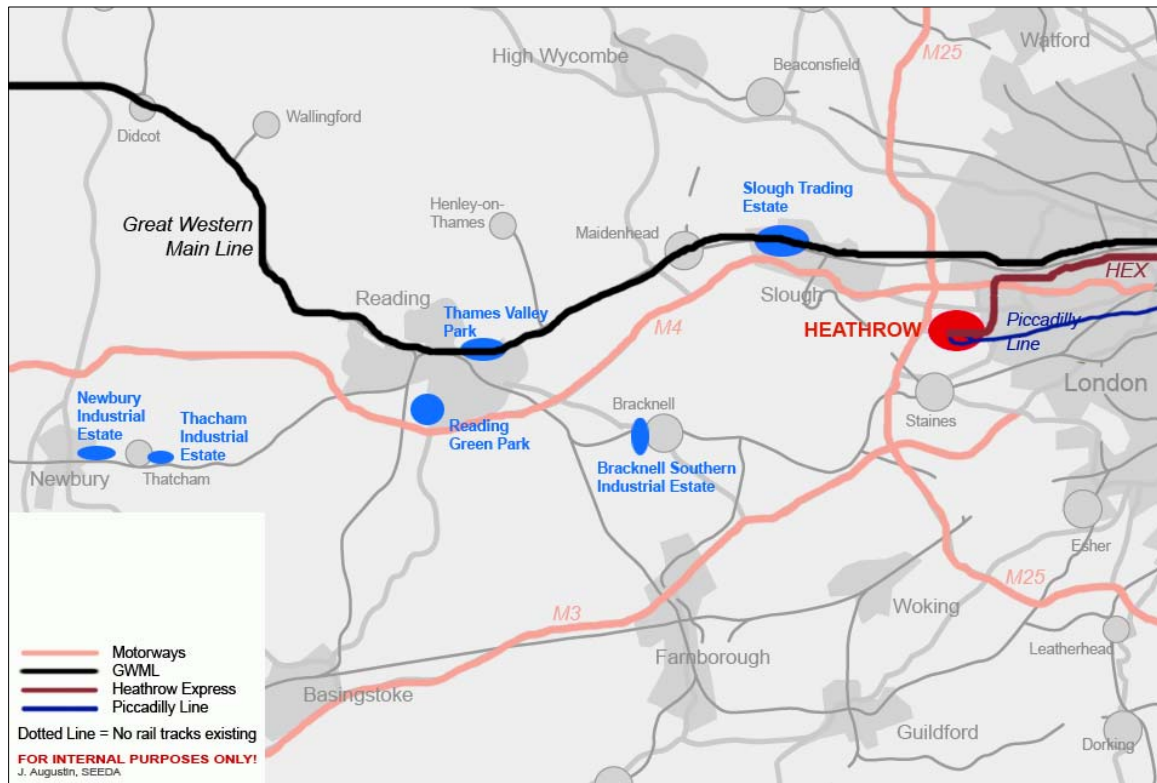 M25
Watford
High Wycombe
Beaconsfield
Didcot
Wallingford
Slough Trading
Estate
Henley-on-
Thames
Maidenhead
Great Western
Main Line
HEX
Reading
Slough
Thames Valley
Park
M4
HEATHROW
Piccadilly
Line
London
Newbury
Industrial
Estate
Thacham
Industrial
Estate
Reading
Green Park
Bracknell
Staines
Newbury
Thatcham
Bracknell Southern
Industrial Estate
Esher
M25
M3
Woking
Leatherhead
Farnborough
Basingstoke
Guildford
Dorking
Motorways
GWML
Heathrow Express
Piccadilly Line
Dotted Line = No rail tracks existing
FOR INTERNAL PURPOSES ONLY!
J. Augustin, SEEDA